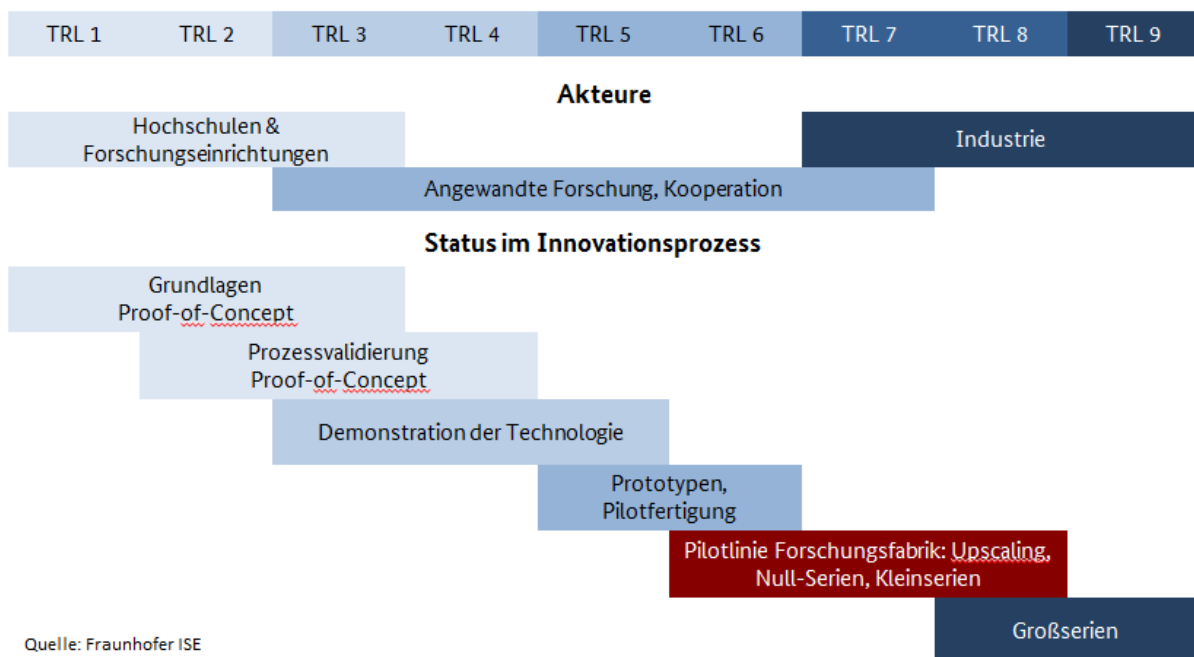 TRL 1 TRL 2 TRL 3 TRL 4 TRL 5 TRL 6 TRL 7 TRL 8 TRL 9
Akteure
Hochschulen &
Forschungseinrichtungen
Industrie
Angewandte Forschung, Kooperation
Status im Innovationsprozess
Grundlagen
Proof-of-Concept
Prozessvalidierung
Proof-of-Concept
Demonstration der Technologie
Prototypen,
Pilotfertigung
Pilotlinie Forschungsfabrik: Upscaling,
Null-Serien, Kleinserien
Großserien
Quelle: Fraunhofer ISE